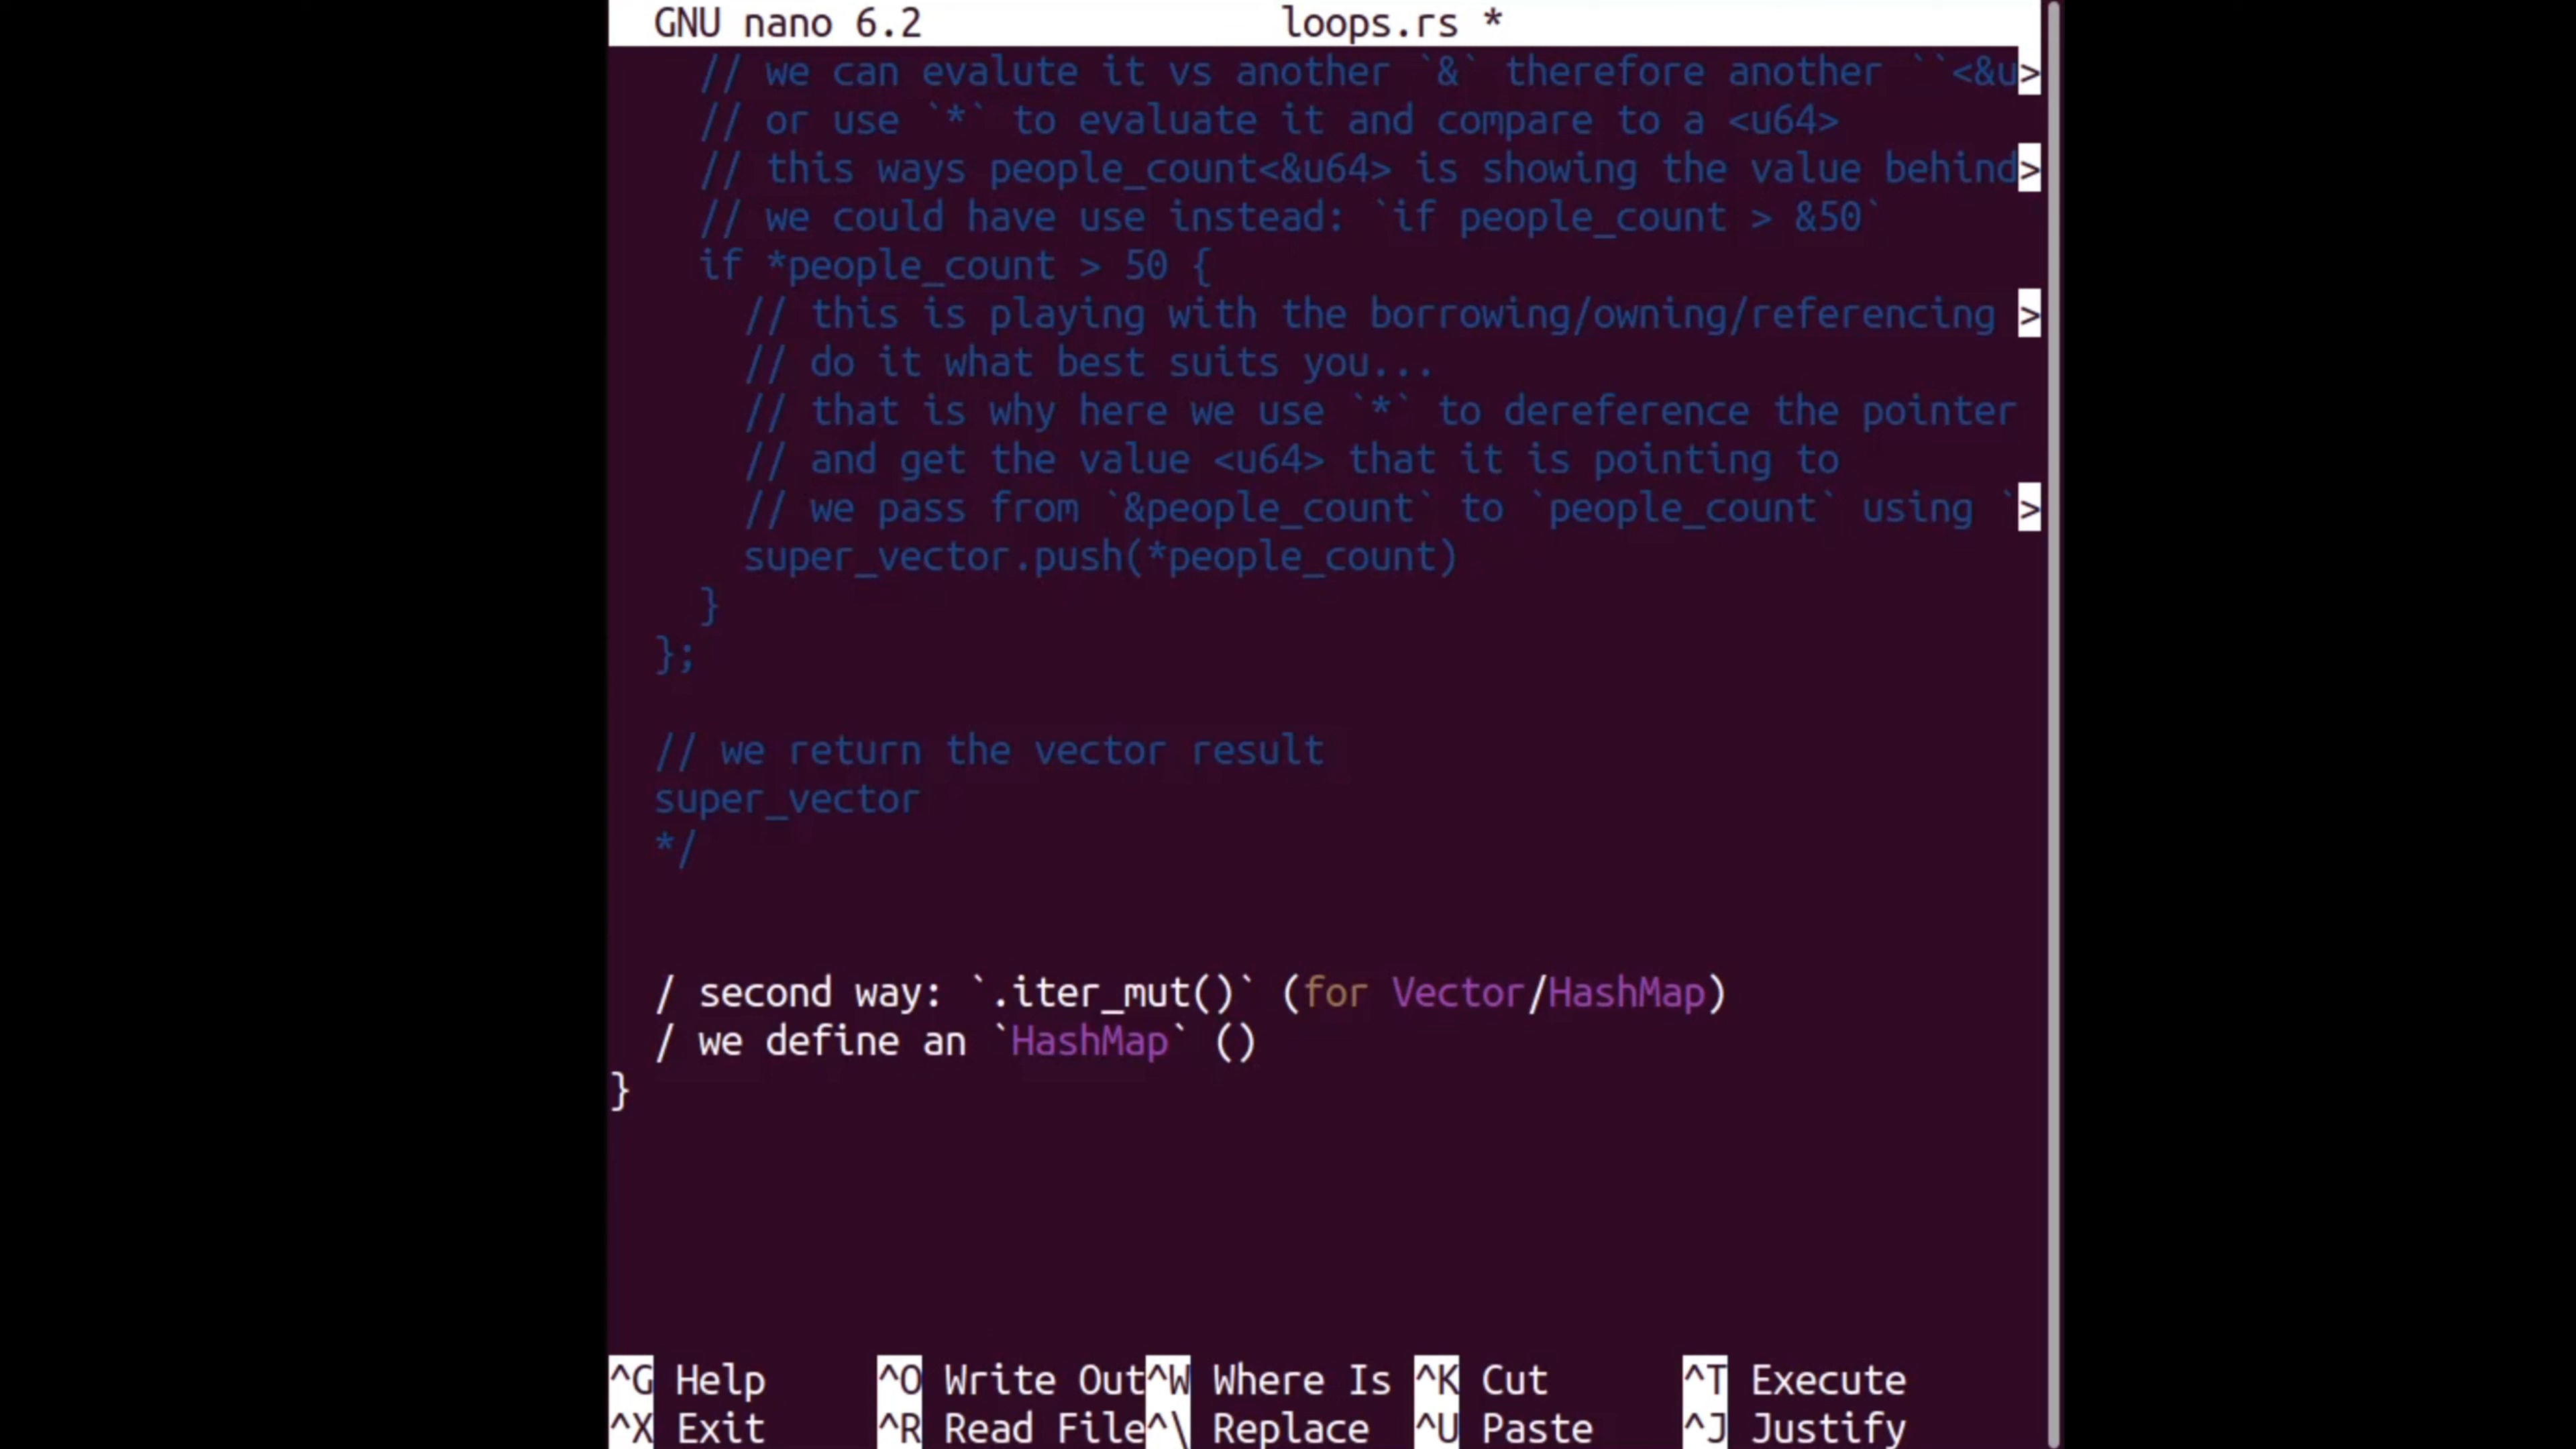 GNU nano 6.2 loops.rs *
// we can evalute it vs another `&` therefore another ``<&u>
// or use `*` to evaluate it and compare to a <u64>
// this ways people_count<&u64> is showing the value behind>
// we could have use instead: `if people_count > &50`
if *people_count > 50 {
// this is playing with the borrowing/owning/referencing >
// do it what best suits you...
// that is why here we use `*` to dereference the pointer
// and get the value <u64> that it is pointing to
// we pass from `&people_count` to `people_count` using `>
super_vector.push(*people_count)
}
};
// we return the vector result
super_vector
*/
/ second way: `.iter_mut()` (for Vector/HashMap)
/ we define an `HashMap` ()
}
^G Help ^O Write Out ^W Where Is ^K Cut ^T Execute
^X Exit ^R Read File ^\ Replace ^U Paste ^J Justify